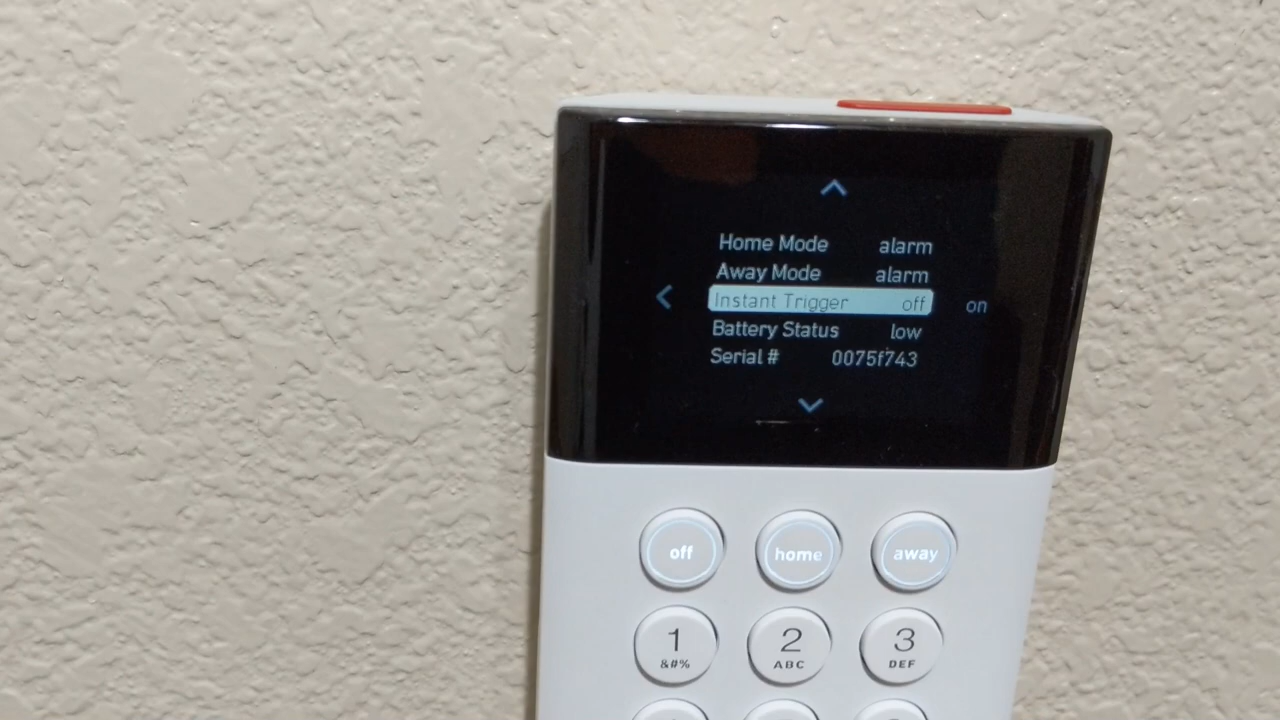 Home Mode alarm
Away Mode alarm
Instant Trigger off on
Battery Status low
Serial # 0075f743
off home away
1 2 3
&#% ABC DEF